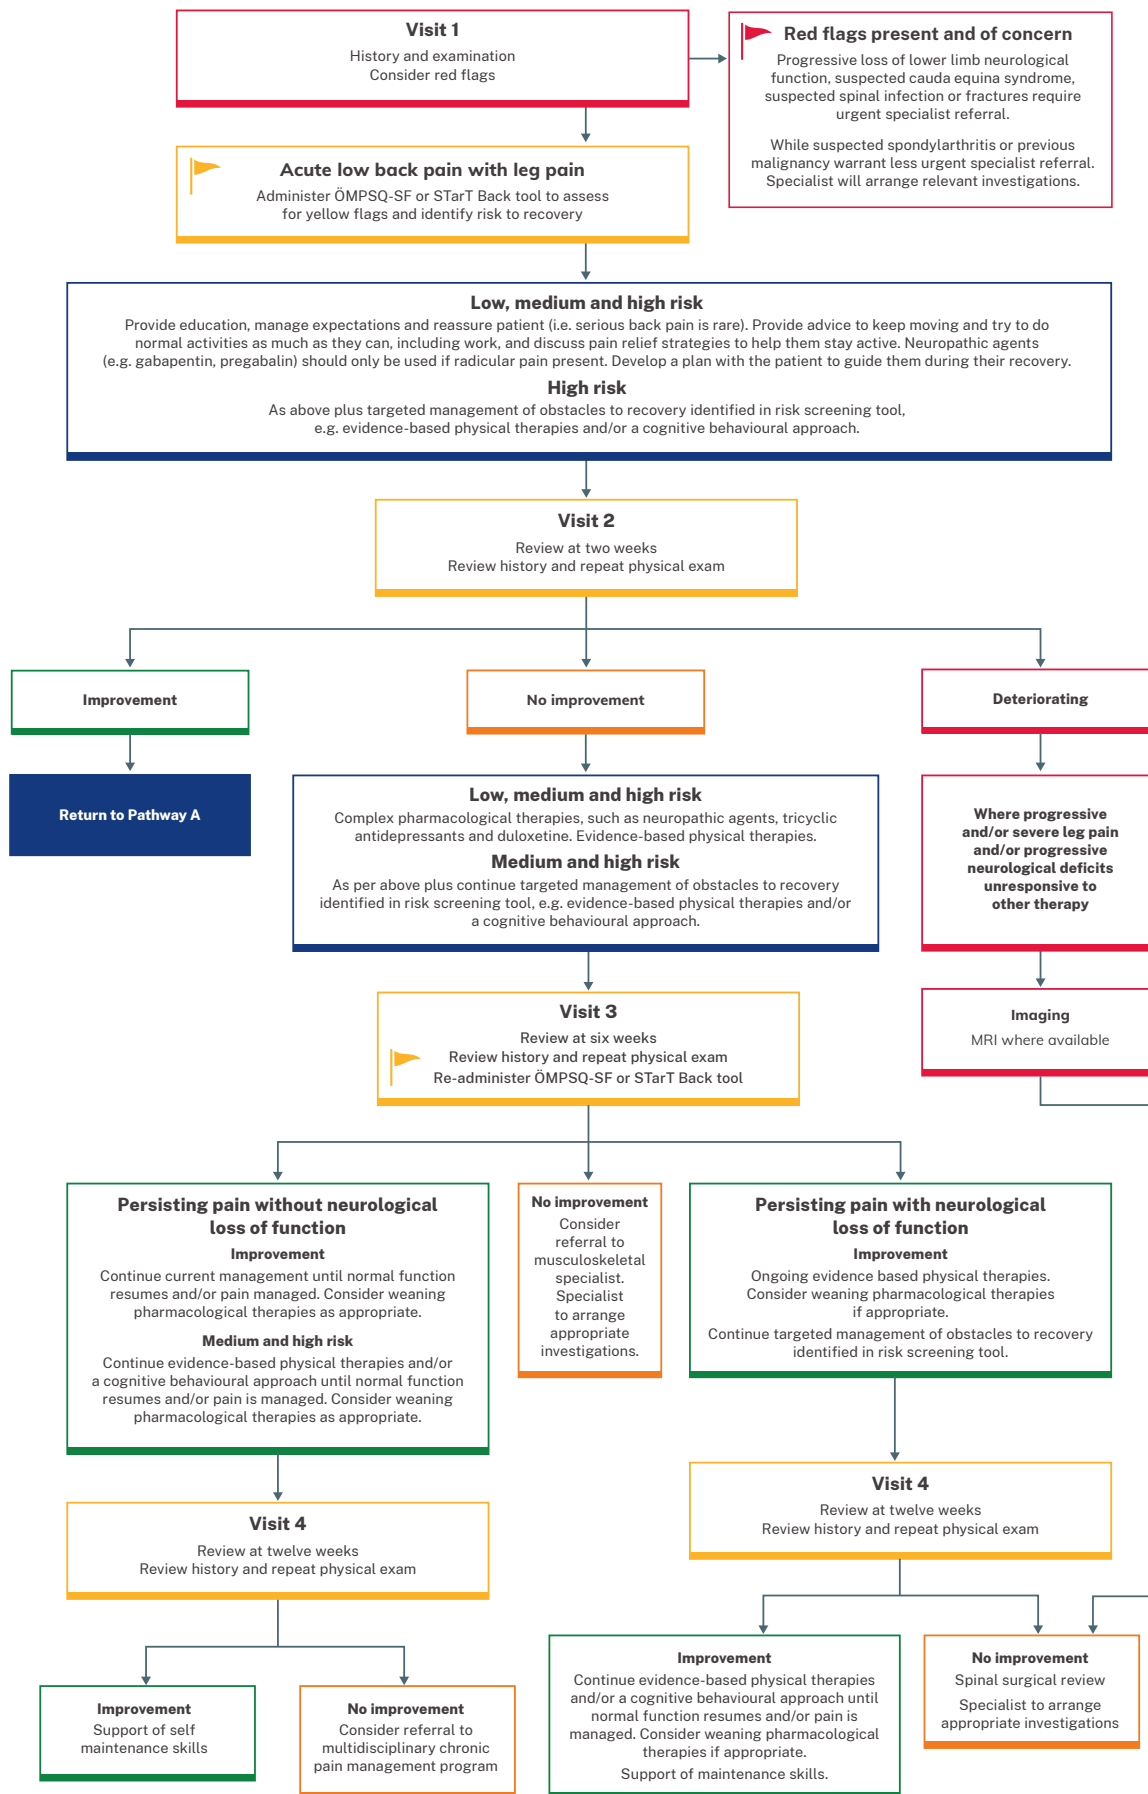 Visit 1
History and examination
Consider red flags
Red flags present and of concern
Progressive loss of lower limb neurological
function, suspected cauda equina syndrome,
suspected spinal infection or fractures require
urgent specialist referral.
While suspected spondylarthritis or previous
malignancy warrant less urgent specialist referral.
Specialist will arrange relevant investigations.
Acute low back pain with leg pain
Administer ÖMPSQ-SF or STarT Back tool to assess
for yellow flags and identify risk to recovery
Low, medium and high risk
Provide education, manage expectations and reassure patient (i.e. serious back pain is rare). Provide advice to keep moving and try to do
normal activities as much as they can, including work, and discuss pain relief strategies to help them stay active. Neuropathic agents
(e.g. gabapentin, pregabalin) should only be used if radicular pain present. Develop a plan with the patient to guide them during their recovery.
High risk
As above plus targeted management of obstacles to recovery identified in risk screening tool,
e.g. evidence-based physical therapies and/or a cognitive behavioural approach.
Visit 2
Review at two weeks
Review history and repeat physical exam
Improvement
No improvement
Deteriorating
Return to Pathway A
Low, medium and high risk
Complex pharmacological therapies, such as neuropathic agents, tricyclic
antidepressants and duloxetine. Evidence-based physical therapies.
Medium and high risk
As per above plus continue targeted management of obstacles to recovery
identified in risk screening tool, e.g. evidence-based physical therapies and/or
a cognitive behavioural approach.
Where progressive
and/or severe leg pain
and/or progressive
neurological deficits
unresponsive to
other therapy
Imaging
MRI where available
Visit 3
Review at six weeks
Review history and repeat physical exam
Re-administer ÖMPSQ-SF or STarT Back tool
Persisting pain without neurological
loss of function
Improvement
Continue current management until normal function
resumes and/or pain managed. Consider weaning
pharmacological therapies as appropriate.
Medium and high risk
Continue evidence-based physical therapies and/or
a cognitive behavioural approach until normal function
resumes and/or pain is managed. Consider weaning
pharmacological therapies as appropriate.
No improvement
Consider
referral to
musculoskeletal
specialist.
Specialist
to arrange
appropriate
investigations.
Persisting pain with neurological
loss of function
Improvement
Ongoing evidence based physical therapies.
Consider weaning pharmacological therapies
if appropriate.
Continue targeted management of obstacles to recovery
identified in risk screening tool.
Visit 4
Review at twelve weeks
Review history and repeat physical exam
Visit 4
Review at twelve weeks
Review history and repeat physical exam
Improvement
Support of self
maintenance skills
No improvement
Consider referral to
multidisciplinary chronic
pain management program
Improvement
Continue evidence-based physical therapies
and/or a cognitive behavioural approach until
normal function resumes and/or pain is
managed. Consider weaning pharmacological
therapies if appropriate.
Support of maintenance skills.
No improvement
Spinal surgical review
Specialist to arrange
appropriate investigations